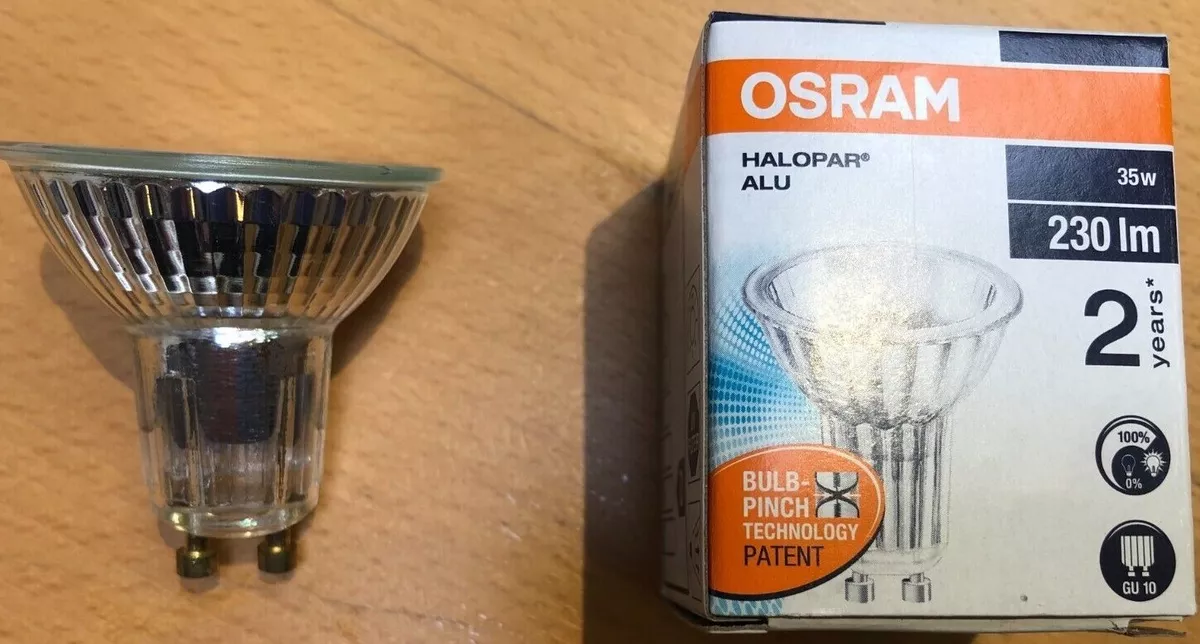 OSRAM
HALOPAR®
ALU
35w
230 lm
2
years*
100%
0%
BULB-
PINCH
TECHNOLOGY
PATENT
GU 10